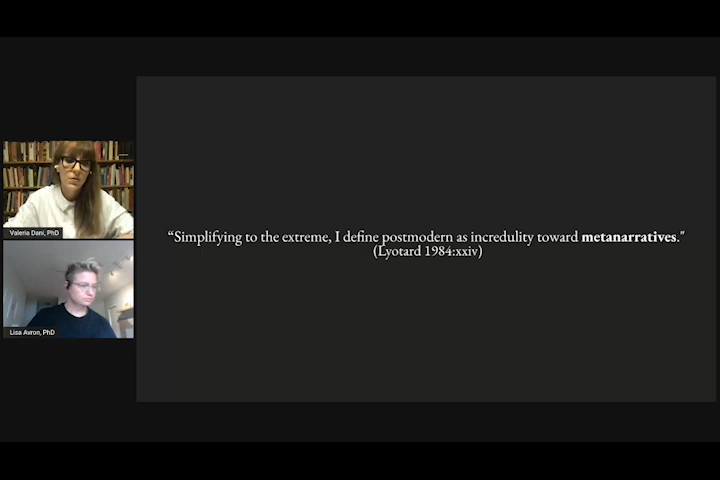 Valeria Dani, PhD
Lisa Avron, PhD
“Simplifying to the extreme, I define postmodern as incredulity toward metanarratives."
(Lyotard 1984:xxiv)